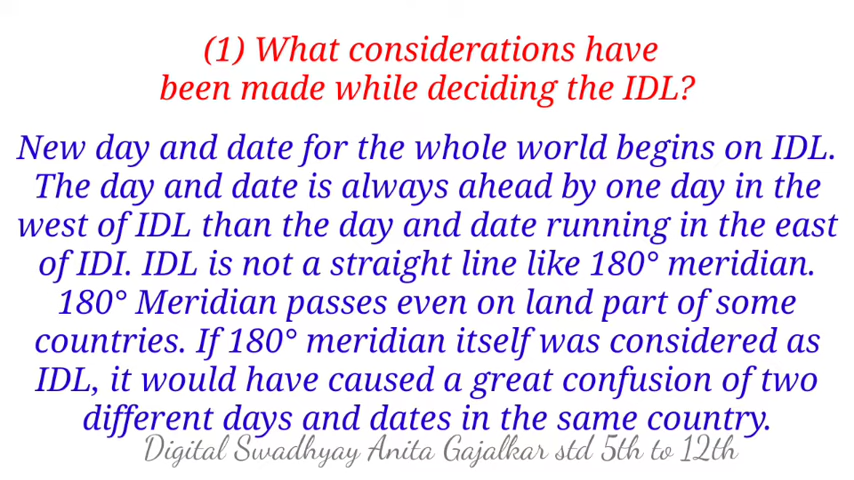 (1) What considerations have
been made while deciding the IDL?
New day and date for the whole world begins on IDL.
The day and date is always ahead by one day in the
west of IDL than the day and date running in the east
of IDI. IDL is not a straight line like 180° meridian.
180° Meridian passes even on land part of some
countries. If 180° meridian itself was considered as
IDL, it would have caused a great confusion of two
different days and dates in the same country.
Digital Swadhyay Anita Gajalkar std 5th to 12th